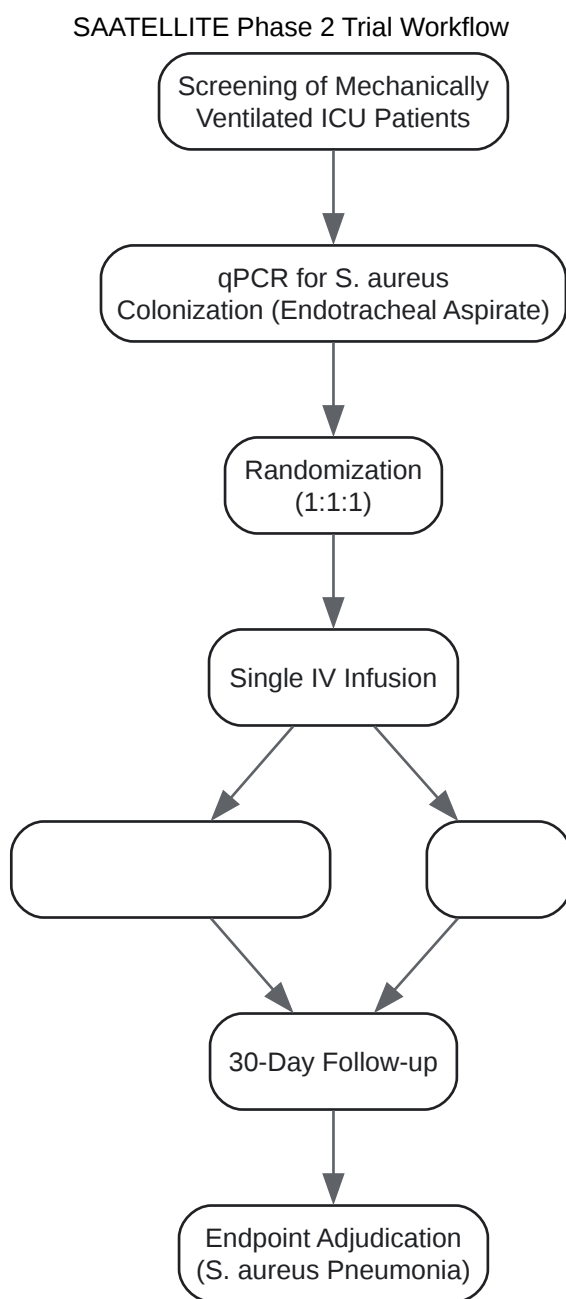 SAATELLITE Phase 2 Trial Workflow
Screening of Mechanically
Ventilated ICU Patients
qPCR for S. aureus
Colonization (Endotracheal Aspirate)
Randomization
(1:1:1)
Single IV Infusion
30-Day Follow-up
Endpoint Adjudication
(S. aureus Pneumonia)